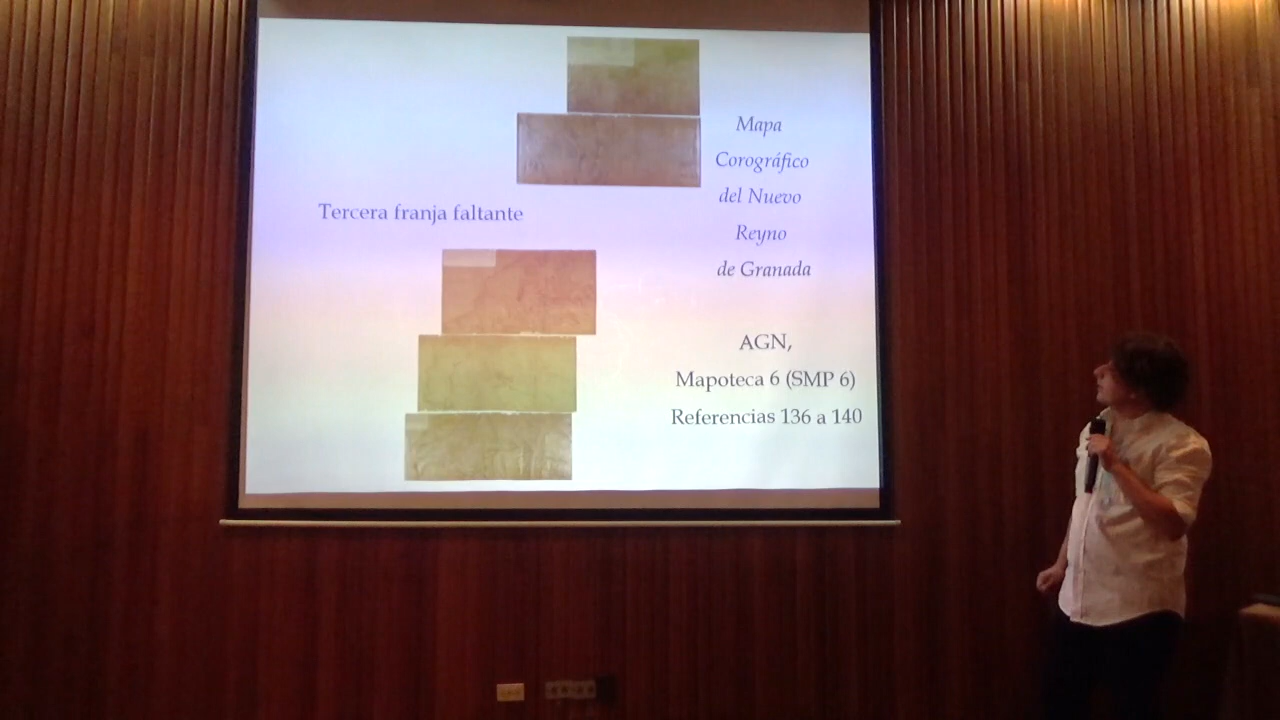 Mapa
Corográfico
del Nuevo
Reyno
de Granada
Tercera franja faltante
AGN,
Mapoteca 6 (SMP 6)
Referencias 136 a 140